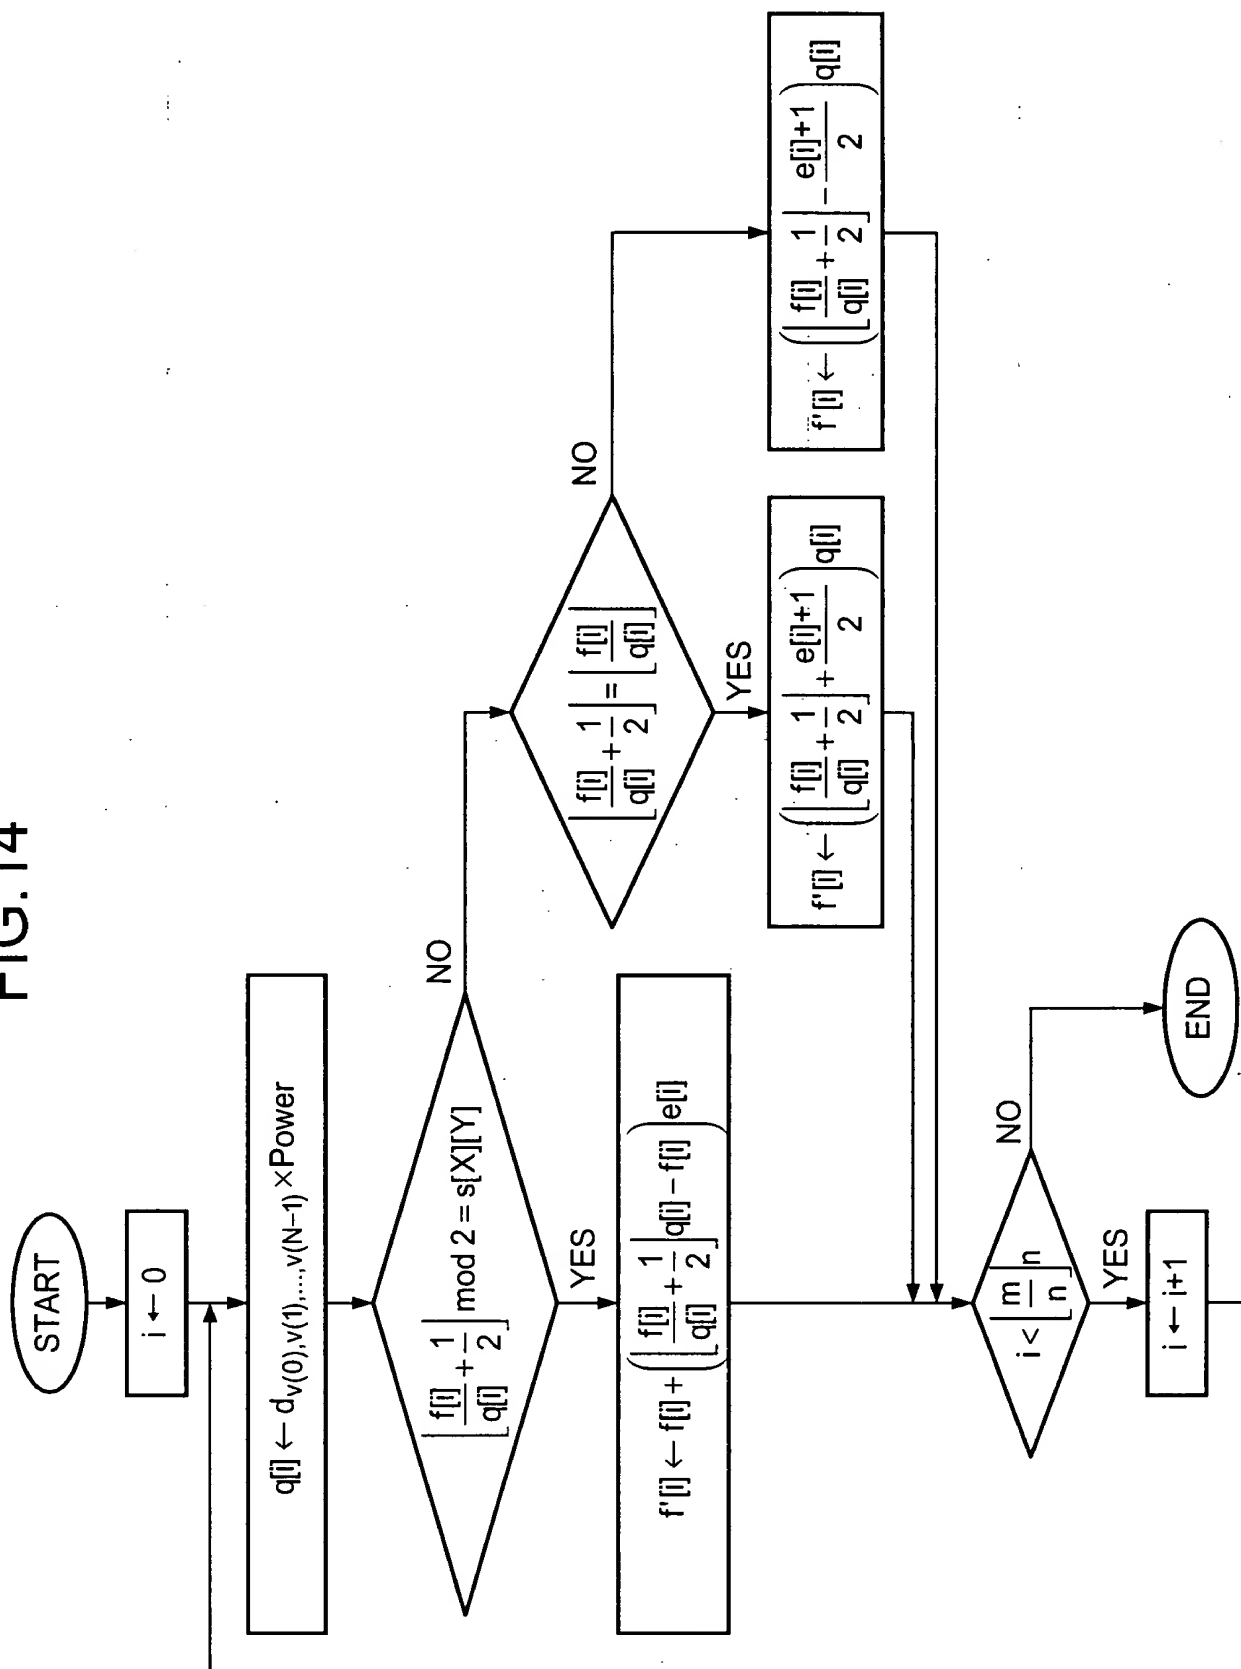 FIG.14
START
i ← 0
q[i] ← d_{v(0),v(1),...,v(N−1)} ×Power
⌊f[i]/q[i] + 1/2⌋ mod 2 = s[X][Y]
NO
YES
f'[i] ← f[i] + (⌊f[i]/q[i] + 1/2⌋ q[i] − f[i]) e[i]
⌊f[i]/q[i] + 1/2⌋ = ⌊f[i]/q[i]⌋
NO
YES
f'[i] ← (⌊f[i]/q[i] + 1/2⌋ + e[i]+1/2) q[i]
f'[i] ← (⌊f[i]/q[i] + 1/2⌋ − e[i]+1/2) q[i]
i < ⌊m/n⌋ n
NO
YES
i ← i+1
END